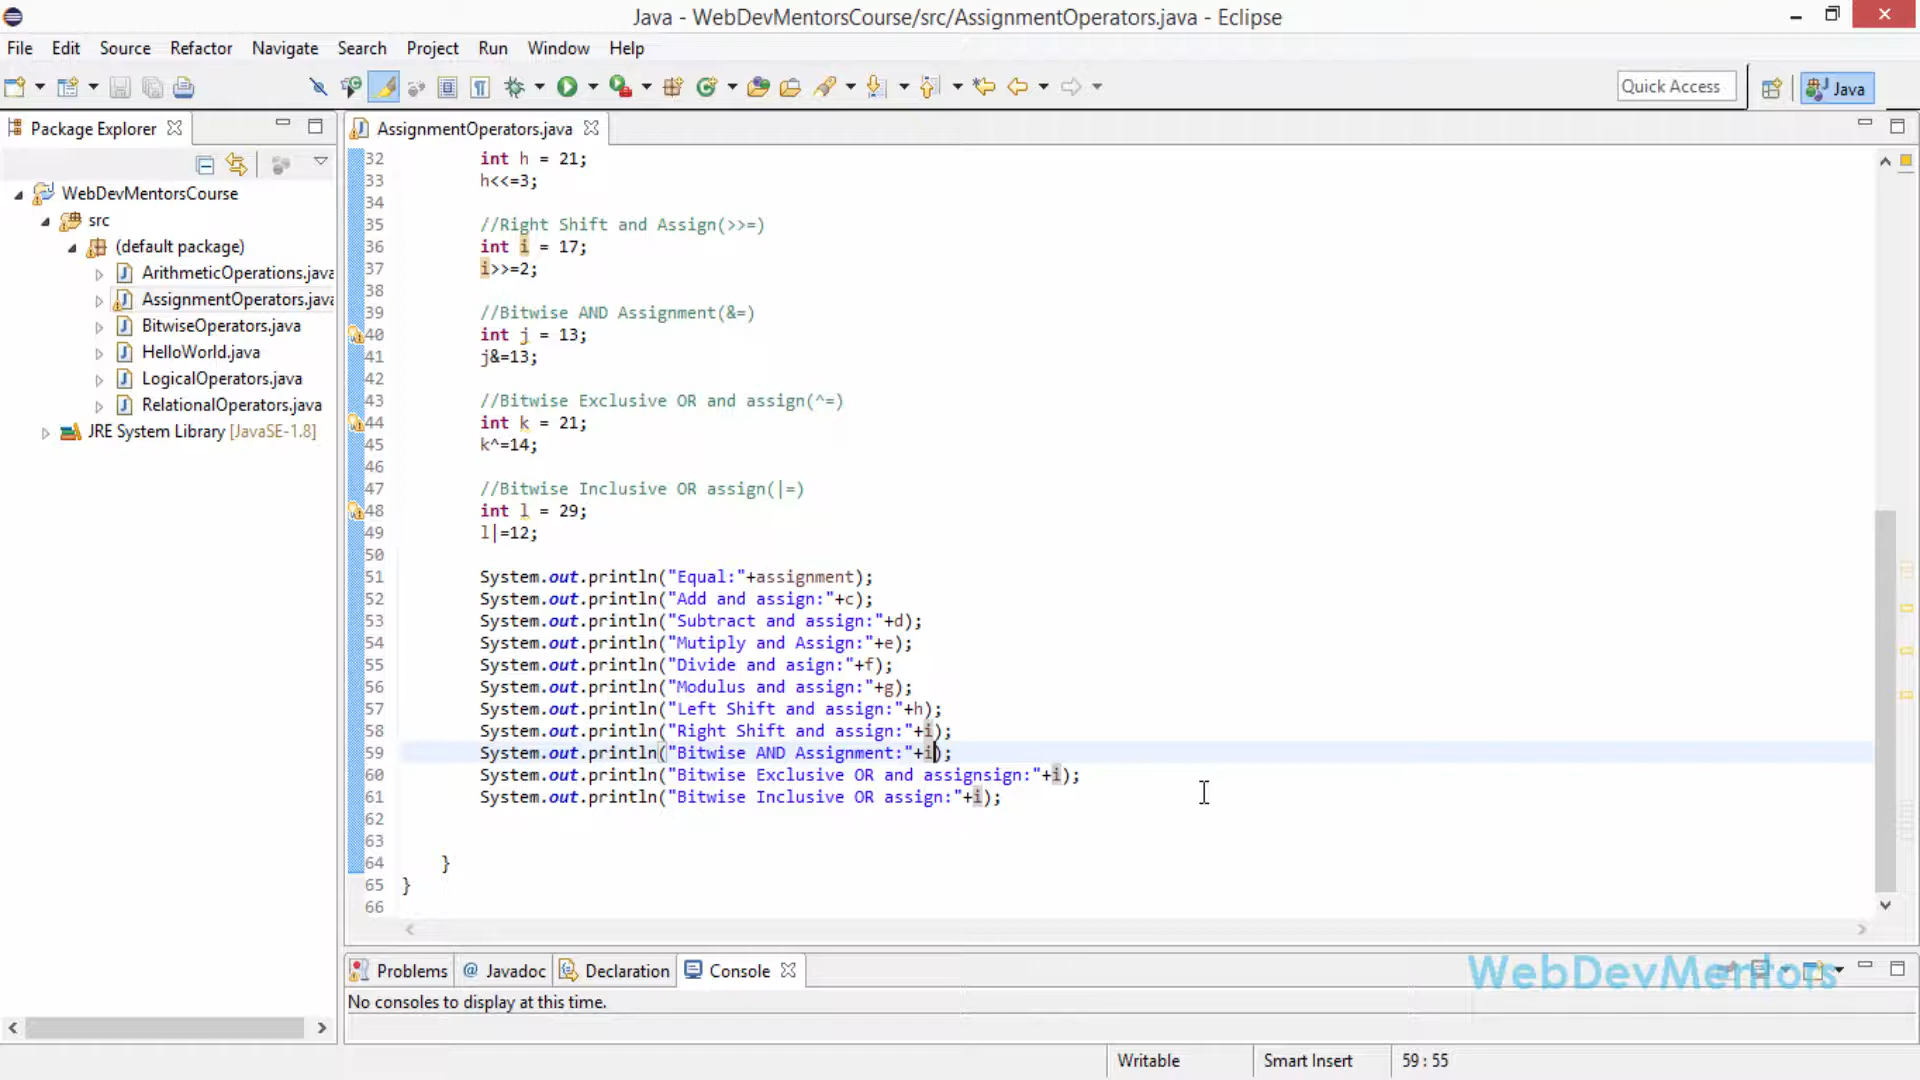 Java - WebDevMentorsCourse/src/AssignmentOperators.java - Eclipse
File Edit Source Refactor Navigate Search Project Run Window Help
Quick Access Java
Package Explorer
AssignmentOperators.java
WebDevMentorsCourse
src
(default package)
ArithmeticOperations.java
AssignmentOperators.java
BitwiseOperators.java
HelloWorld.java
LogicalOperators.java
RelationalOperators.java
JRE System Library [JavaSE-1.8]
32 int h = 21;
33 h<<=3;
34
35 //Right Shift and Assign(>>=)
36 int i = 17;
37 i>>=2;
38
39 //Bitwise AND Assignment(&=)
40 int j = 13;
41 j&=13;
42
43 //Bitwise Exclusive OR and assign(^=)
44 int k = 21;
45 k^=14;
46
47 //Bitwise Inclusive OR assign(|=)
48 int l = 29;
49 l|=12;
50
51 System.out.println("Equal:"+assignment);
52 System.out.println("Add and assign:"+c);
53 System.out.println("Subtract and assign:"+d);
54 System.out.println("Mutiply and Assign:"+e);
55 System.out.println("Divide and asign:"+f);
56 System.out.println("Modulus and assign:"+g);
57 System.out.println("Left Shift and assign:"+h);
58 System.out.println("Right Shift and assign:"+i);
59 System.out.println("Bitwise AND Assignment:"+i);
60 System.out.println("Bitwise Exclusive OR and assignsign:"+i);
61 System.out.println("Bitwise Inclusive OR assign:"+i);
62
63
64 }
65 }
66
Problems @ Javadoc Declaration Console
WebDevMentors
No consoles to display at this time.
Writable Smart Insert 59 : 55